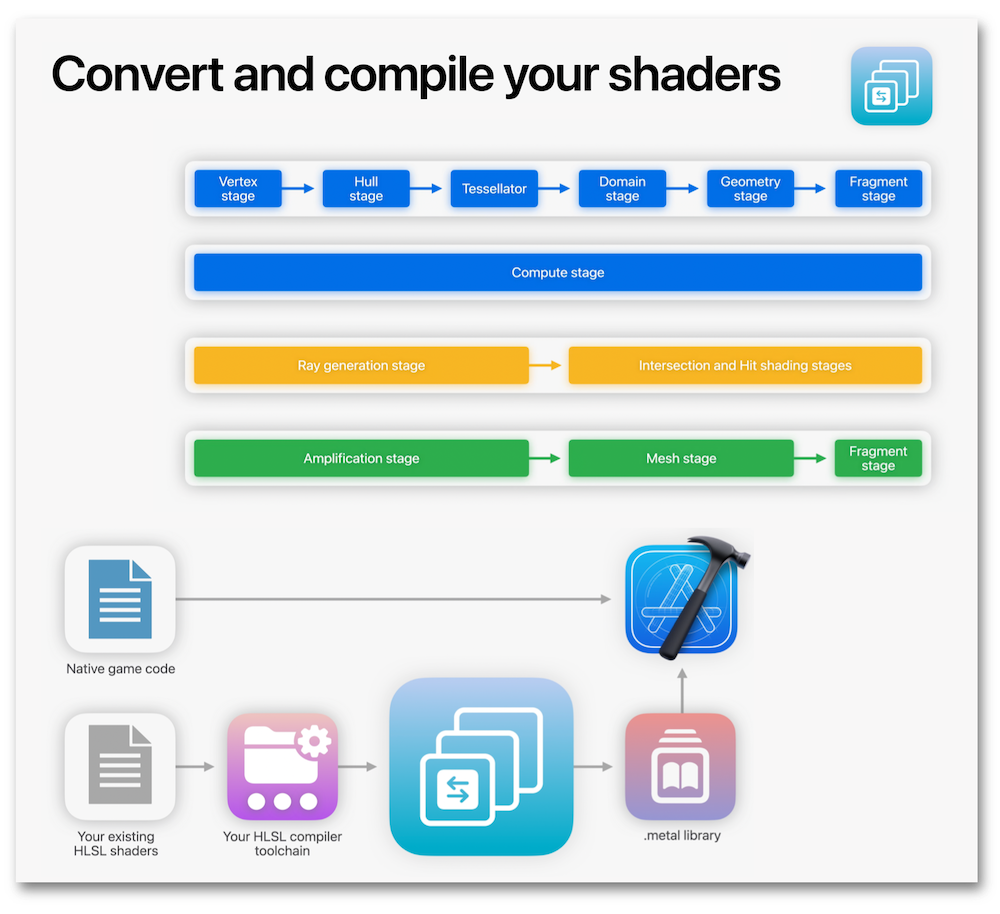 Convert and compile your shaders
Vertex
stage
Hull
stage
Tessellator
Domain
stage
Geometry
stage
Fragment
stage
Compute stage
Ray generation stage
Intersection and Hit shading stages
Amplification stage
Mesh stage
Fragment
stage
Native game code
Your existing
HLSL shaders
Your HLSL compiler
toolchain
.metal library